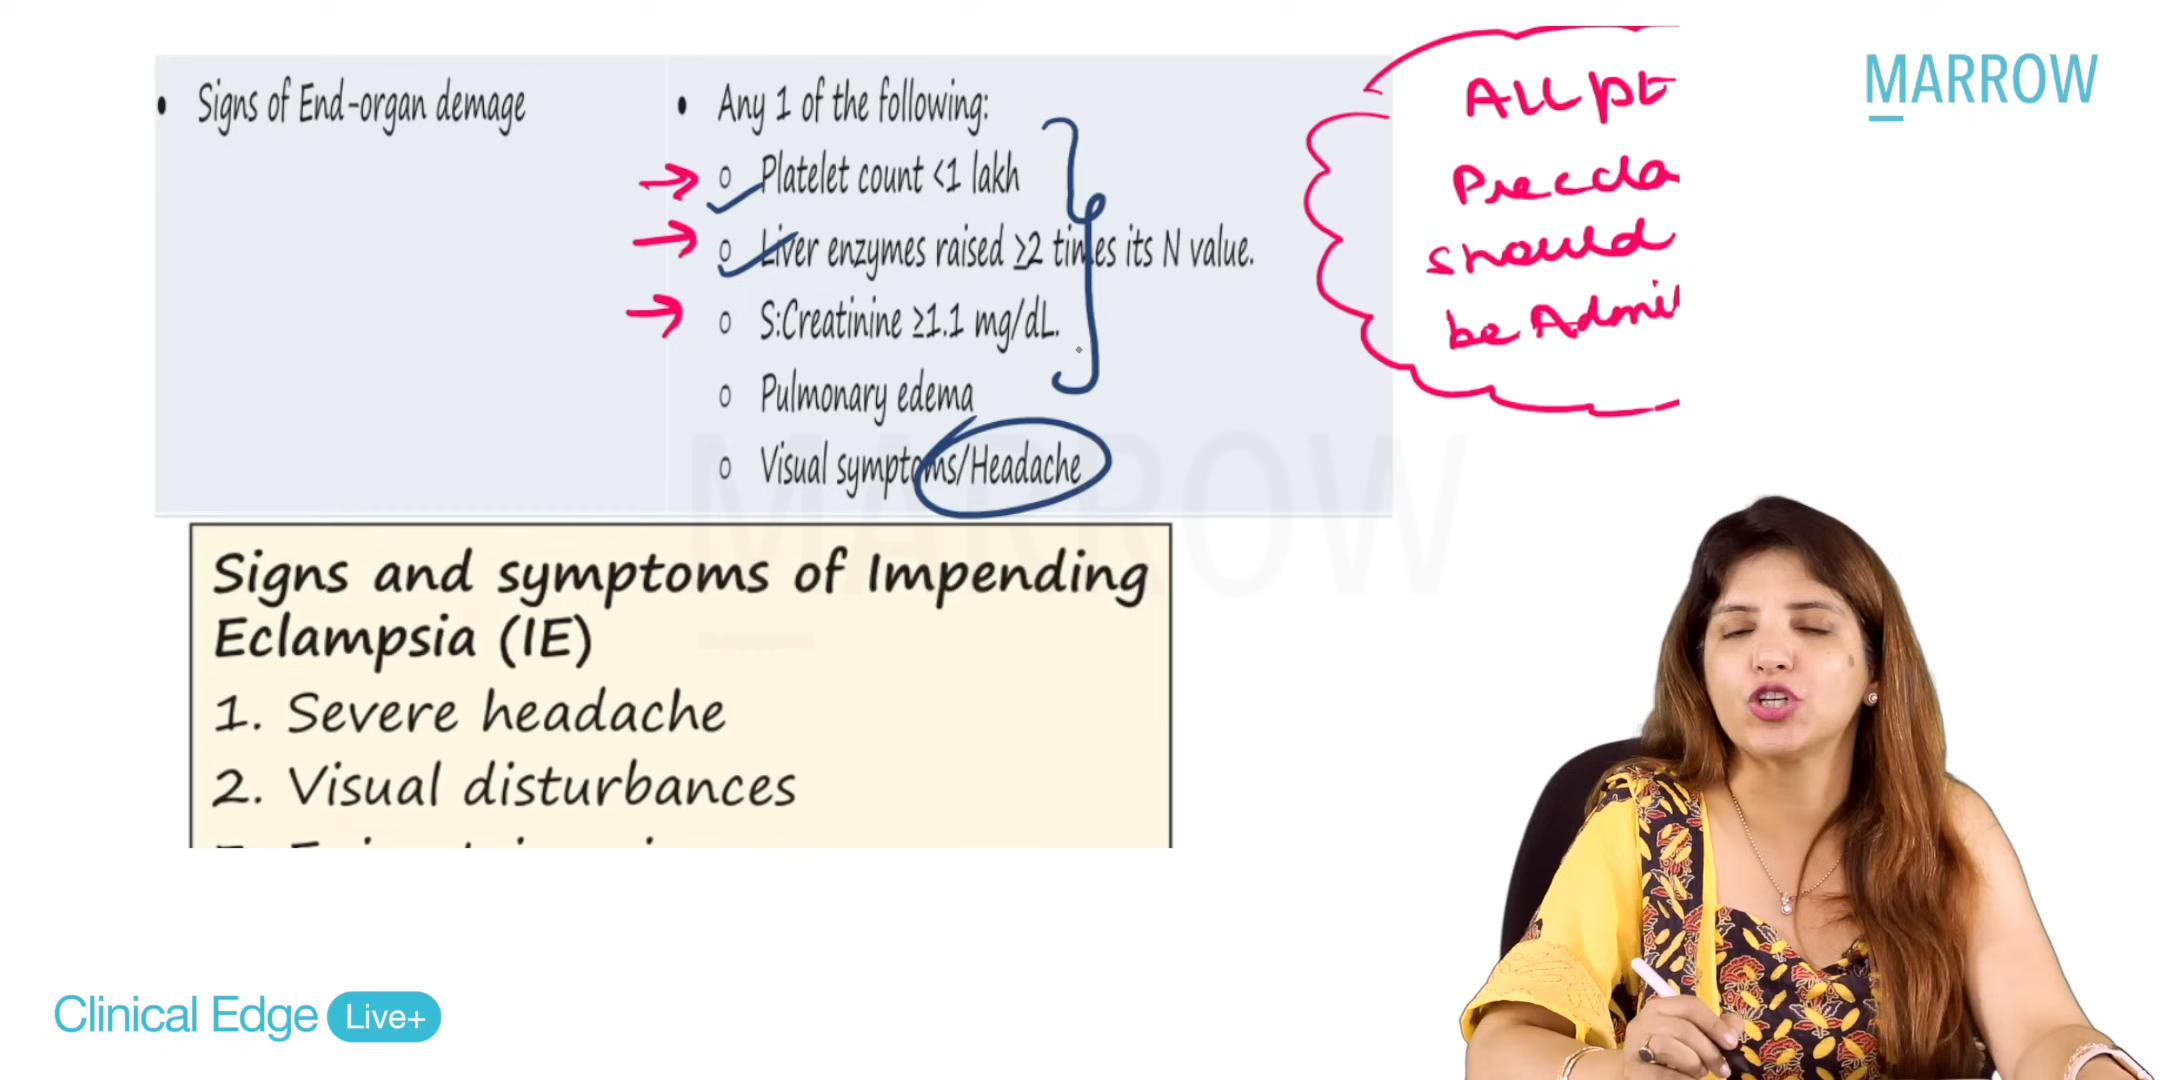 Signs of End-organ demage
Any 1 of the following:
Platelet count <1 lakh
Liver enzymes raised ≥2 times its N value.
S:Creatinine ≥1.1 mg/dL.
Pulmonary edema
Visual symptoms/Headache
ALL pt
should
MARROW
MARROW
Signs and symptoms of Impending
Eclampsia (IE)
1. Severe headache
2. Visual disturbances
Clinical Edge Live+